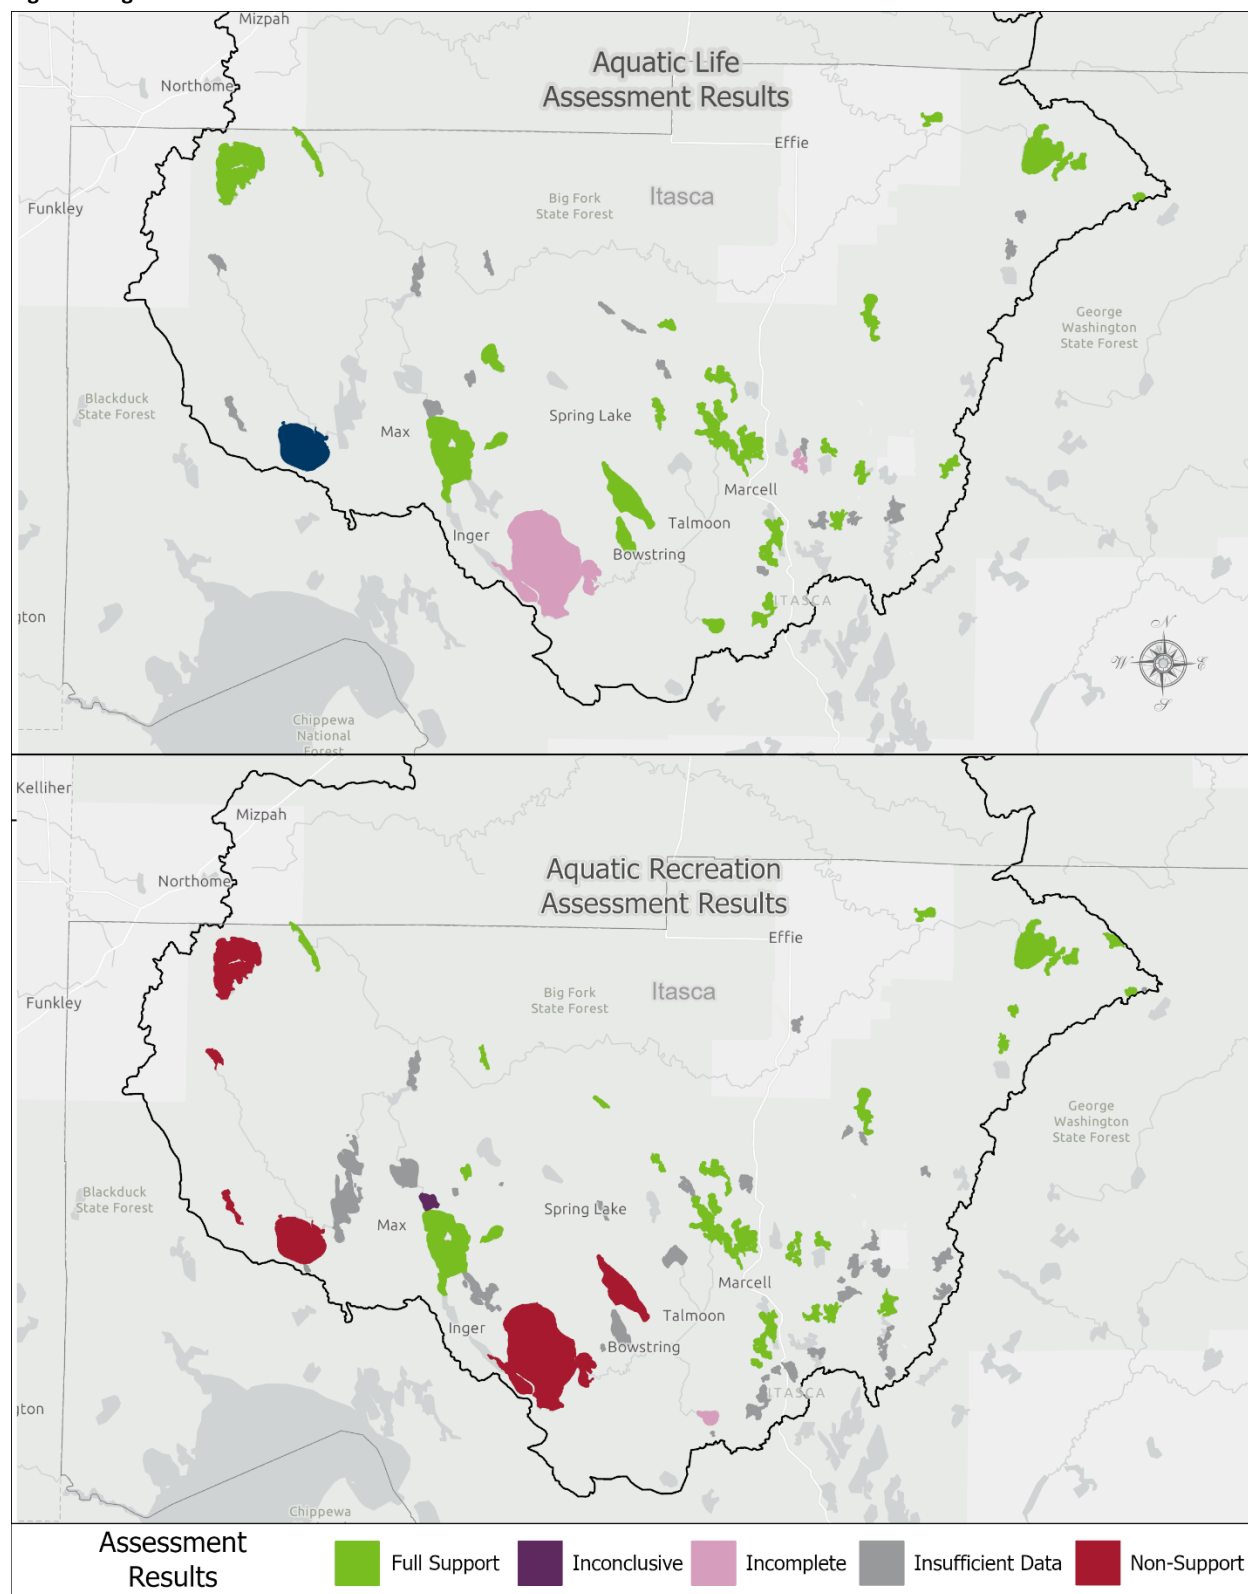 Mizpah
Aquatic Life
Assessment Results
Northome
Effie
Itasca
Big Fork
State Forest
Funkley
George
Washington
State Forest
Blackduck
State Forest
Spring Lake
Max
Marcell
Talmoon
Inger
Bowstring
ITASCA
gton
N
W
E
S
Chippewa
National
Forest
Kelliher
Mizpah
Aquatic Recreation
Assessment Results
Northome
Effie
Itasca
Big Fork
State Forest
Funkley
George
Washington
State Forest
Blackduck
State Forest
Spring Lake
Max
Marcell
Talmoon
Inger
Bowstring
ITASCA
gton
Chippewa
Assessment
Results
Full Support
Inconclusive
Incomplete
Insufficient Data
Non-Support